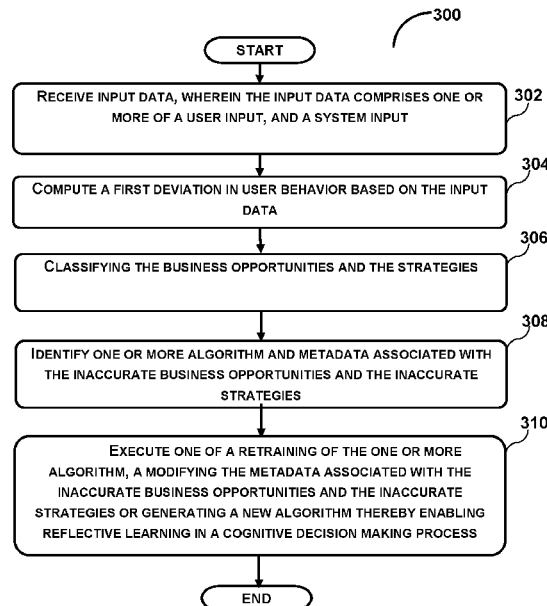 300
START
RECEIVE INPUT DATA, WHEREIN THE INPUT DATA COMPRISES ONE OR
MORE OF A USER INPUT, AND A SYSTEM INPUT
302
COMPUTE A FIRST DEVIATION IN USER BEHAVIOR BASED ON THE INPUT
DATA
304
CLASSIFYING THE BUSINESS OPPORTUNITIES AND THE STRATEGIES
306
IDENTIFY ONE OR MORE ALGORITHM AND METADATA ASSOCIATED WITH
THE INACCURATE BUSINESS OPPORTUNITIES AND THE INACCURATE
STRATEGIES
308
EXECUTE ONE OF A RETRAINING OF THE ONE OR MORE
ALGORITHM, A MODIFYING THE METADATA ASSOCIATED WITH THE
INACCURATE BUSINESS OPPORTUNITIES AND THE INACCURATE
STRATEGIES OR GENERATING A NEW ALGORITHM THEREBY ENABLING
REFLECTIVE LEARNING IN A COGNITIVE DECISION MAKING PROCESS
310
END